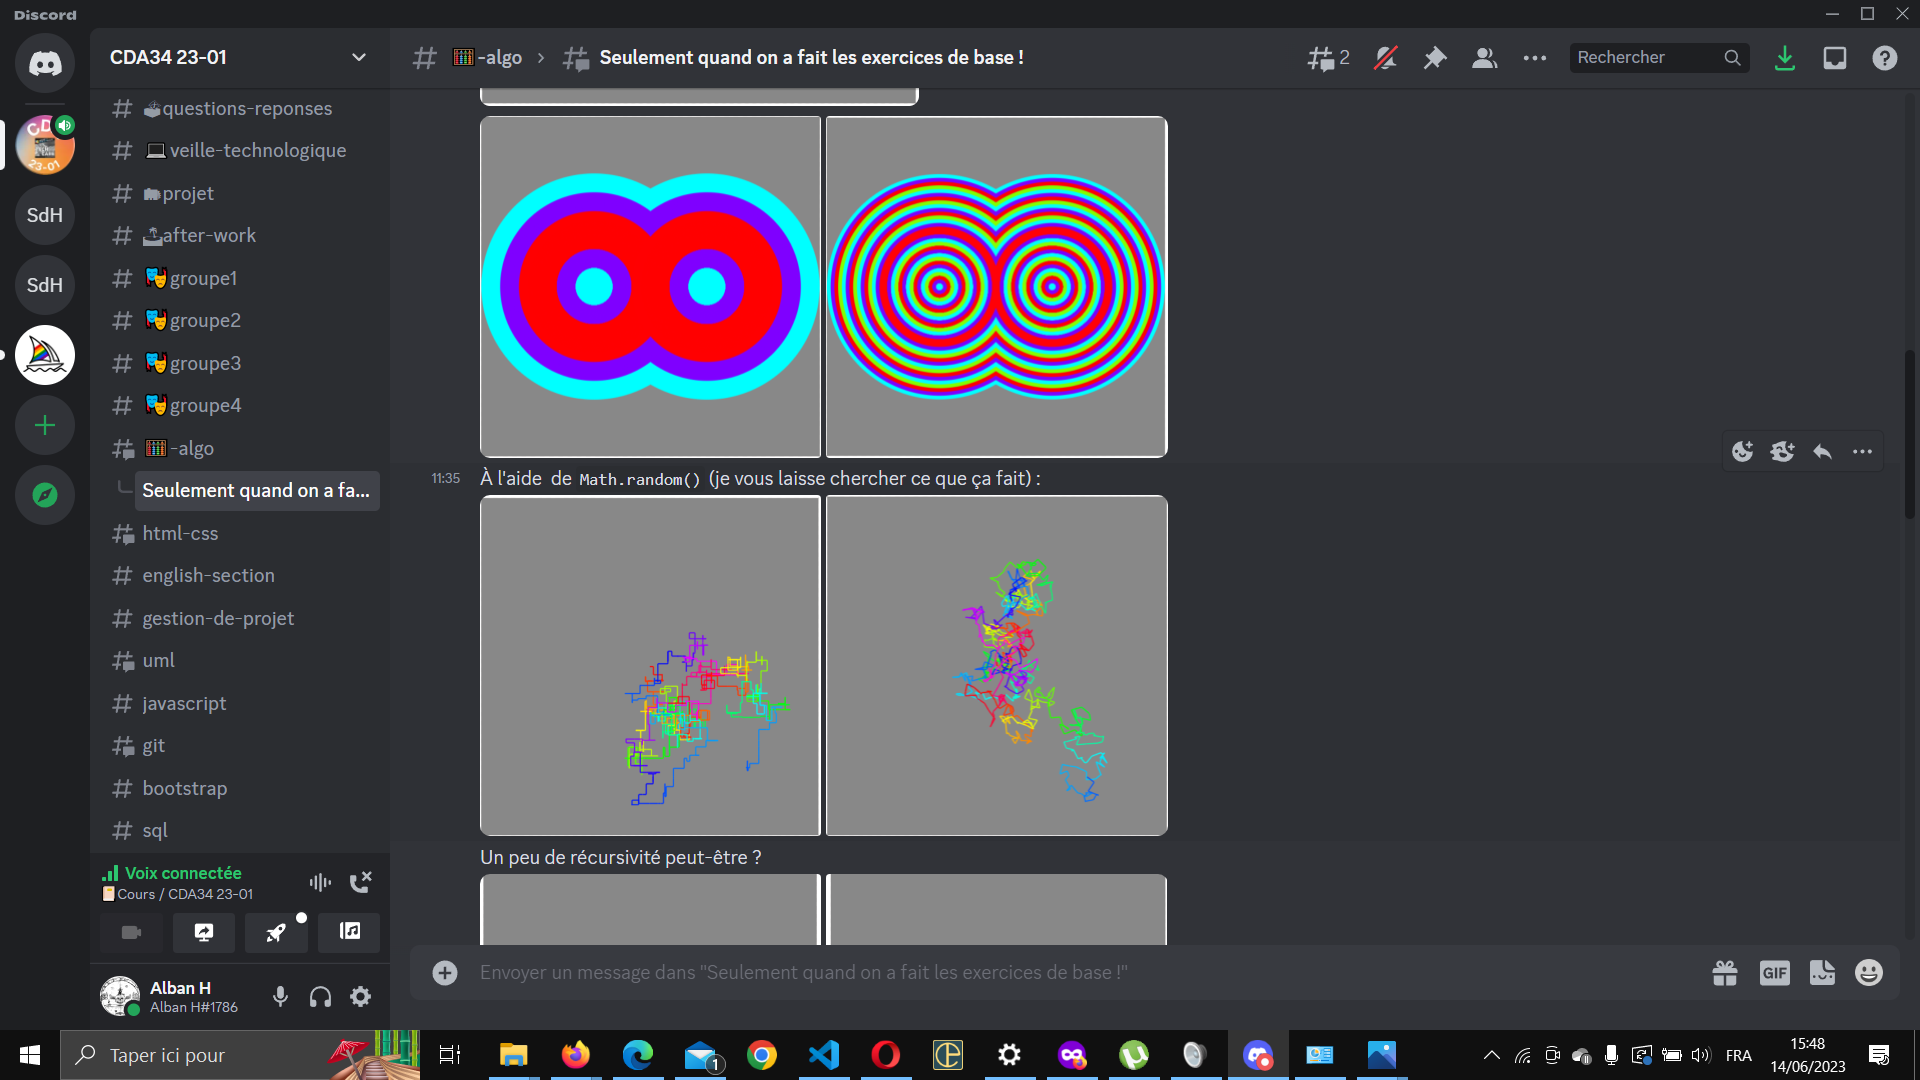 Discord
CDA34 23-01
-algo
Seulement quand on a fait les exercices de base !
2
Rechercher
questions-reponses
veille-technologique
projet
after-work
groupe1
groupe2
groupe3
groupe4
-algo
Seulement quand on a fa...
html-css
english-section
gestion-de-projet
uml
javascript
git
bootstrap
sql
CD
23-01
SdH
SdH
11:35
À l'aide de Math.random() (je vous laisse chercher ce que ça fait) :
Un peu de récursivité peut-être ?
Voix connectée
Cours / CDA34 23-01
Alban H
Alban H#1786
Envoyer un message dans "Seulement quand on a fait les exercices de base !"
GIF
Taper ici pour
1
FRA
15:48
14/06/2023